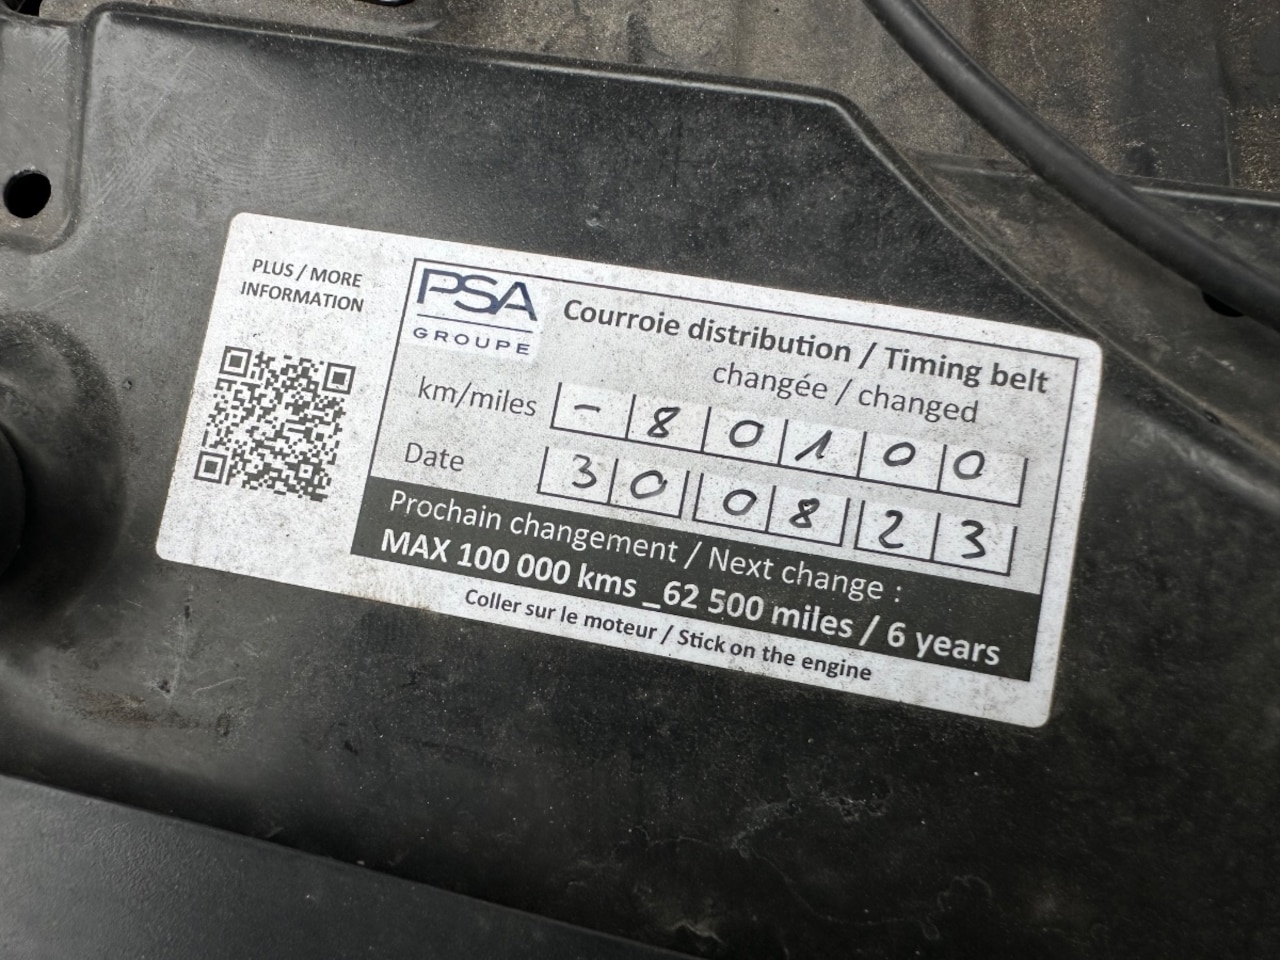 PLUS / MORE
INFORMATION
PSA
GROUPE
Courroie distribution / Timing belt
changée / changed
km/miles - 8 0 1 0 0
Date 3 0 0 8 2 3
Prochain changement / Next change :
MAX 100 000 kms _62 500 miles / 6 years
Coller sur le moteur / Stick on the engine